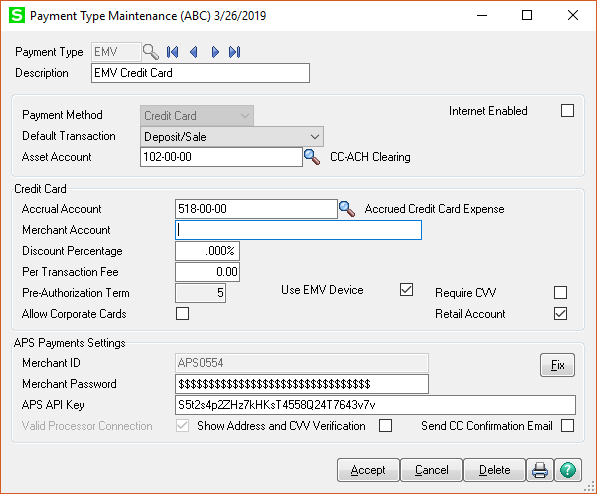 S Payment Type Maintenance (ABC) 3/26/2019
Payment Type EMV
Description EMV Credit Card
Payment Method Credit Card Internet Enabled
Default Transaction Deposit/Sale
Asset Account 102-00-00 CC-ACH Clearing
Credit Card
Accrual Account 518-00-00 Accrued Credit Card Expense
Merchant Account
Discount Percentage .000%
Per Transaction Fee 0.00
Pre-Authorization Term 5 Use EMV Device Require CVV
Allow Corporate Cards Retail Account
APS Payments Settings
Merchant ID APS0554 Fix
Merchant Password $$$$$$$$$$$$$$$$$$$$$$$$$$$$$$$$
APS API Key S5t2s4p2ZHz7kHKsT4558Q24T7643v7v
Valid Processor Connection Show Address and CVV Verification Send CC Confirmation Email
Accept Cancel Delete ?